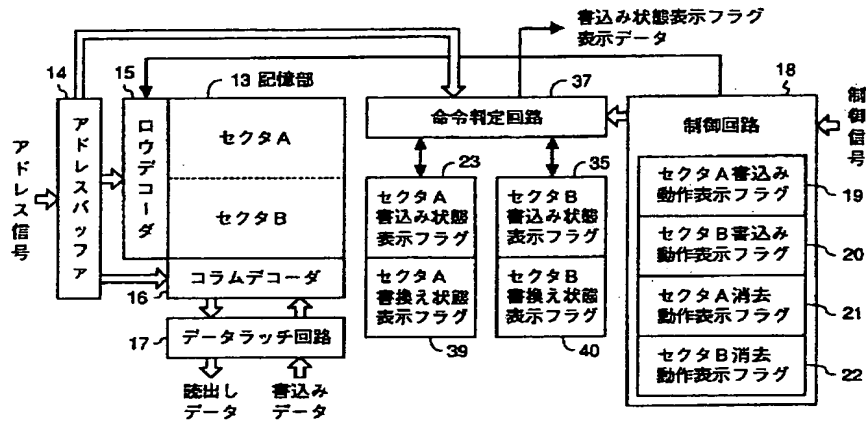 書込み状態表示フラグ
表示データ
14
15
13 記憶部
37
18
アドレス信号
アドレスバッファ
ロウデコーダ
セクタA
セクタB
命令判定回路
制御回路
制御信号
23
35
セクタA
書込み状態
表示フラグ
セクタB
書込み状態
表示フラグ
セクタA
書換え状態
表示フラグ
セクタB
書換え状態
表示フラグ
39
40
セクタA書込み
動作表示フラグ
19
セクタB書込み
動作表示フラグ
20
セクタA消去
動作表示フラグ
21
セクタB消去
動作表示フラグ
22
コラムデコーダ
16
17
データラッチ回路
読出し
データ
書込み
データ